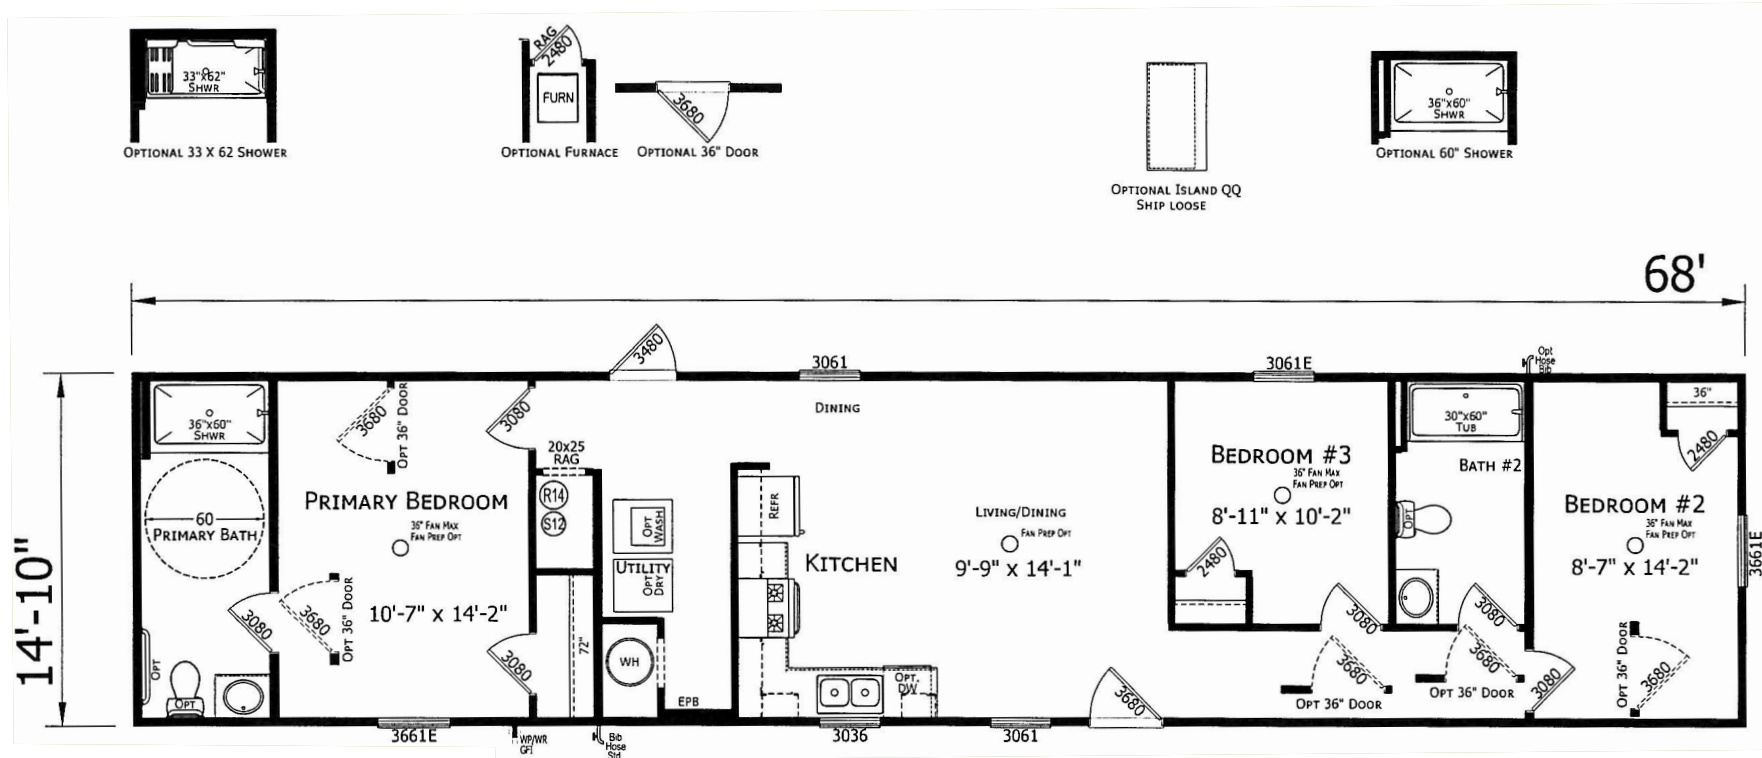 33"x62"
SHWR
OPTIONAL 33 X 62 SHOWER
RAG
2480
FURN
OPTIONAL FURNACE
3680
OPTIONAL 36" DOOR
OPTIONAL ISLAND QQ
SHIP LOOSE
36"x60"
SHWR
OPTIONAL 60" SHOWER
68'
14'-10"
3480
3061
3061E
Opt
Hose
Bib
36"x60"
SHWR
60
PRIMARY BATH
OPT
OPT
3080
3680
OPT 36" DOOR
3080
PRIMARY BEDROOM
36" FAN MAX
FAN PREP OPT
10'-7" x 14'-2"
3680
OPT 36" DOOR
3080
3661E
WP/WR
GFI
20x25
RAG
R14
S12
72"
OPT
WASH
UTILITY
OPT
DRY
WH
EPB
Bib
Hose
Std
DINING
REFR
KITCHEN
OPT.
DW
3036
LIVING/DINING
FAN PREP OPT
9'-9" x 14'-1"
3061
3680
BEDROOM #3
36" FAN MAX
FAN PREP OPT
8'-11" x 10'-2"
2480
3080
3680
OPT 36" DOOR
30"x60"
TUB
BATH #2
OPT
3080
3680
OPT 36" DOOR
36"
2480
BEDROOM #2
36" FAN MAX
FAN PREP OPT
8'-7" x 14'-2"
3661E
3080
OPT 36" DOOR
3680